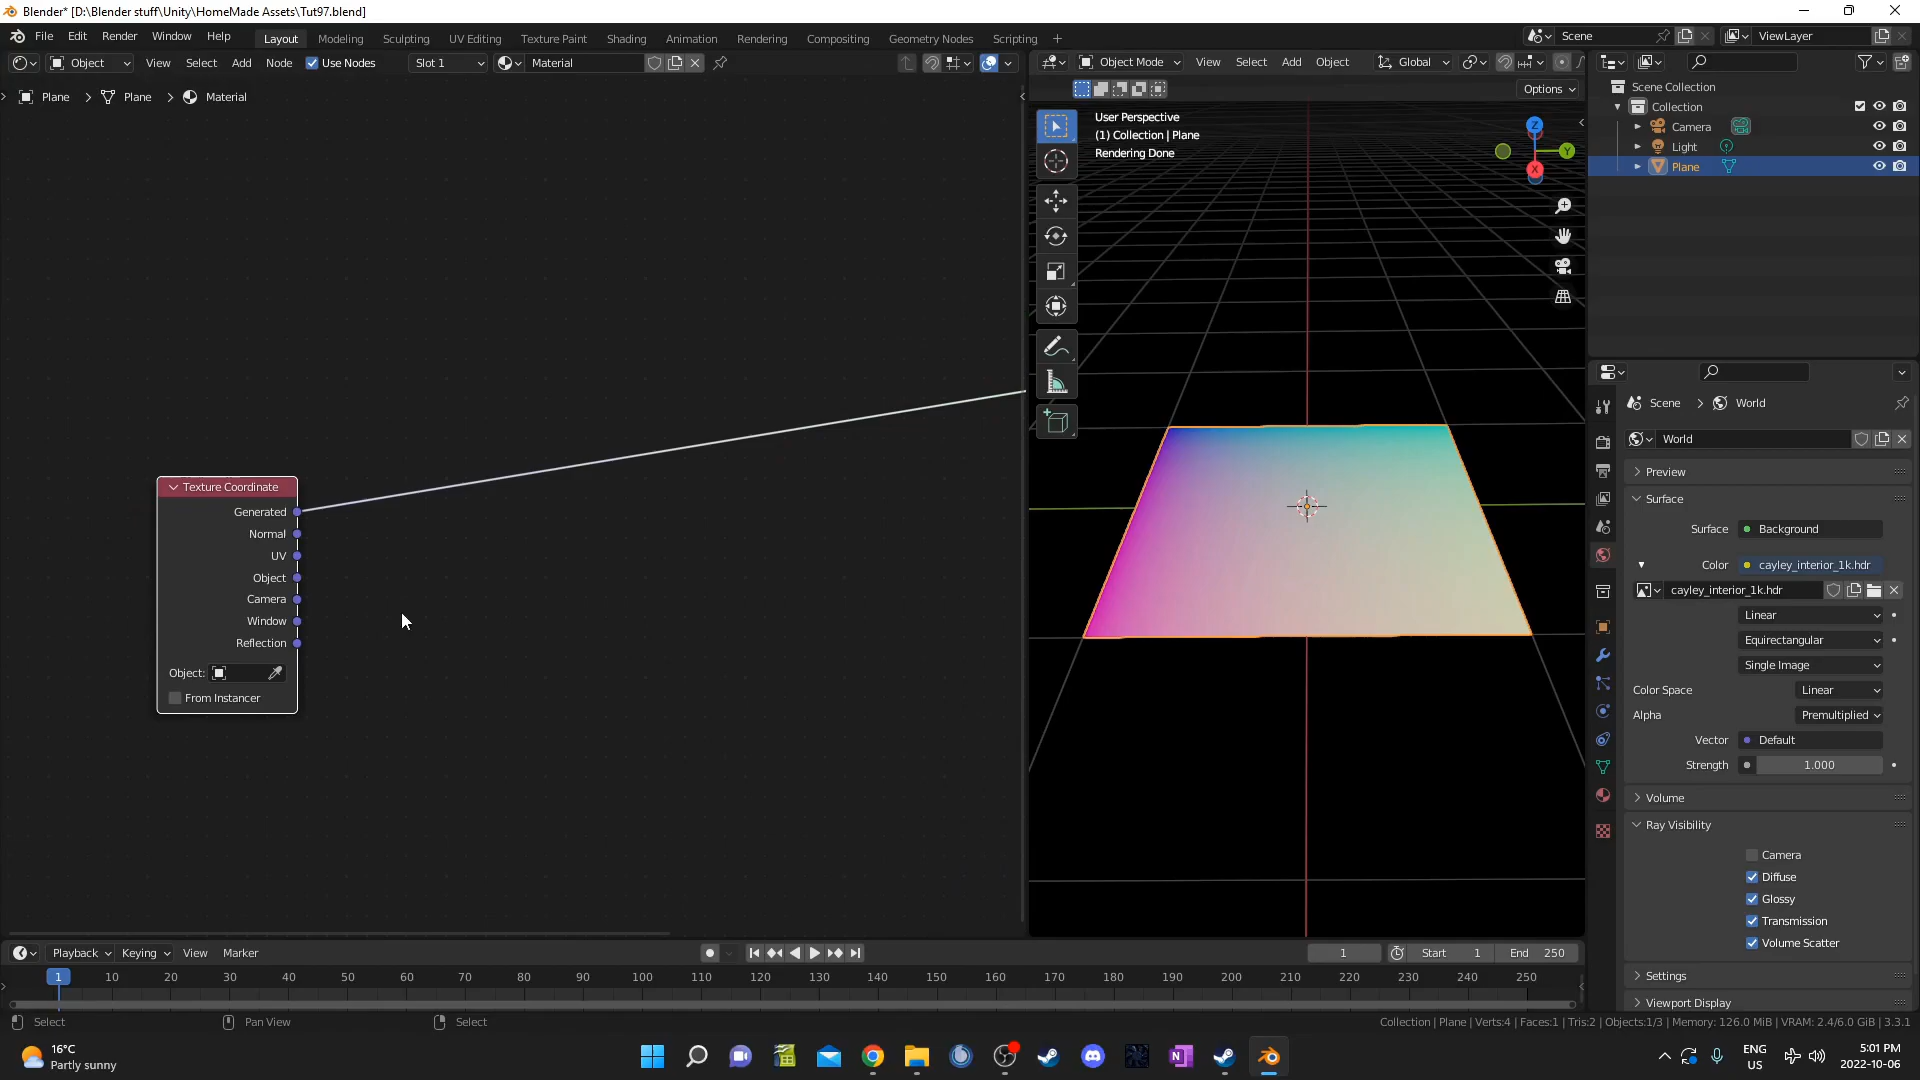 Blender* [D:\Blender stuff\Unity\HomeMade Assets\Tut97.blend]
File Edit Render Window Help Layout Modeling Sculpting UV Editing Texture Paint Shading Animation Rendering Compositing Geometry Nodes Scripting + Scene ViewLayer
Object View Select Add Node Use Nodes Slot 1 Material
Object Mode View Select Add Object Global
Options
Plane > Plane > Material
User Perspective
(1) Collection | Plane
Rendering Done
Z
Y
X
Scene Collection
Collection
Camera
Light
Plane
Texture Coordinate
Generated
Normal
UV
Object
Camera
Window
Reflection
Object:
From Instancer
Scene > World
World
Preview
Surface
Surface Background
Color cayley_interior_1k.hdr
cayley_interior_1k.hdr
Linear
Equirectangular
Single Image
Color Space Linear
Alpha Premultiplied
Vector Default
Strength 1.000
Volume
Ray Visibility
Camera
Diffuse
Glossy
Transmission
Volume Scatter
Settings
Viewport Display
Playback Keying View Marker 1 Start 1 End 250
1 10 20 30 40 50 60 70 80 90 100 110 120 130 140 150 160 170 180 190 200 210 220 230 240 250
Select Pan View Select
Collection | Plane | Verts:4 | Faces:1 | Tris:2 | Objects:1/3 | Memory: 126.0 MiB | VRAM: 2.4/6.0 GiB | 3.3.1
16°C
Partly sunny
ENG
US
5:01 PM
2022-10-06